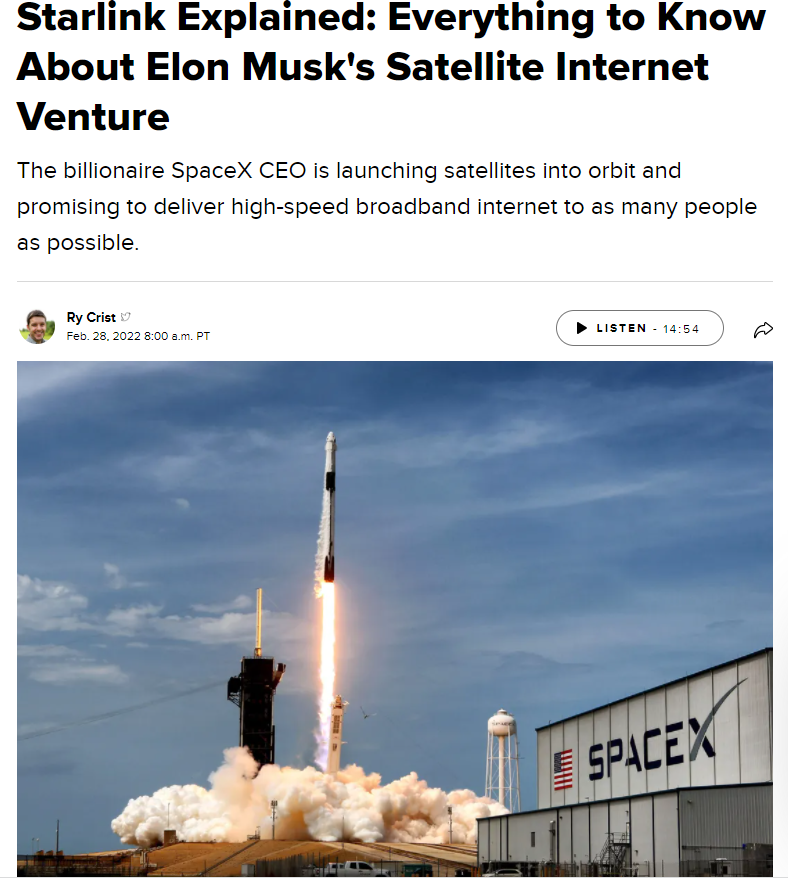 Starlink Explained: Everything to Know
About Elon Musk's Satellite Internet
Venture
The billionaire SpaceX CEO is launching satellites into orbit and
promising to deliver high-speed broadband internet to as many people
as possible.
Ry Crist
Feb. 28, 2022 8:00 a.m. PT
LISTEN - 14:54
SPACEX